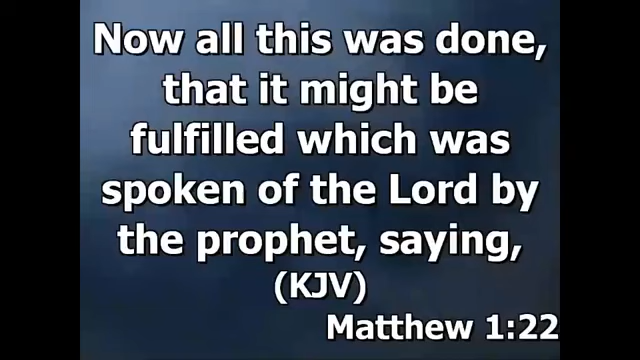 Now all this was done,
that it might be
fulfilled which was
spoken of the Lord by
the prophet, saying,
(KJV)
Matthew 1:22